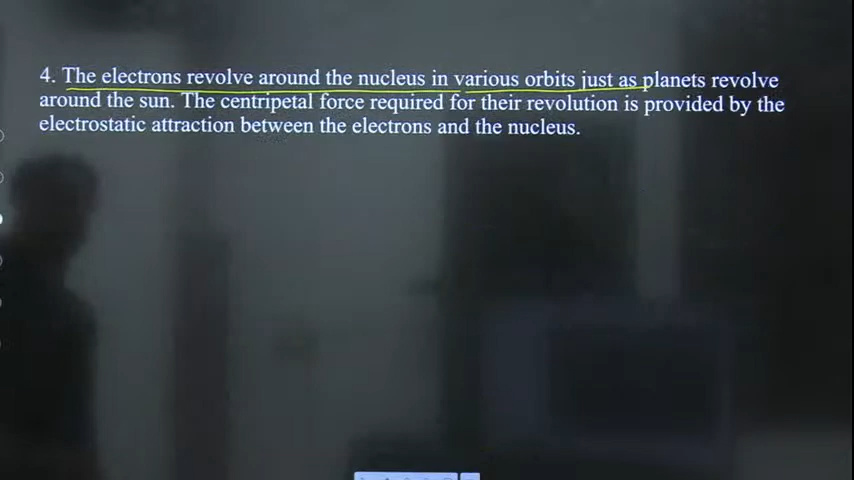 4. The electrons revolve around the nucleus in various orbits just as planets revolve
around the sun. The centripetal force required for their revolution is provided by the
electrostatic attraction between the electrons and the nucleus.